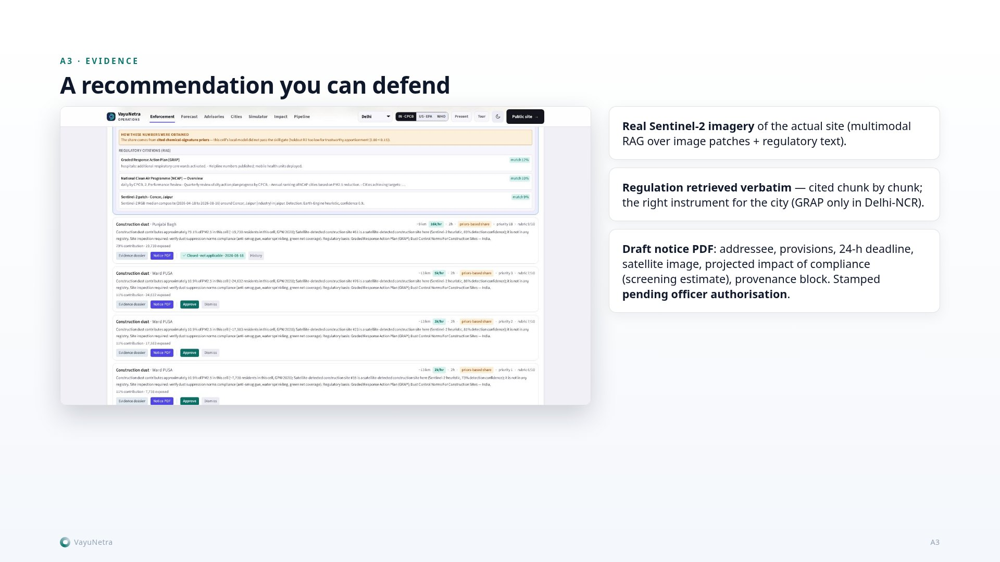 A3 · EVIDENCE
A recommendation you can defend
VayuNetra
OPERATIONS
Enforcement Forecast Advisories Cities Simulator Impact Pipeline
Delhi
IN · CPCB US · EPA WHO
Present Tour
Public site →
HOW THESE NUMBERS WERE OBTAINED
The share comes from cited chemical-signature priors — this cell's local model did not pass the skill gate (holdout R2 too low for trustworthy apportionment (0.00 < 0.15)).
REGULATORY CITATIONS (RAG)
Graded Response Action Plan (GRAP) match 12%
hospitals: additional respiratory care wards activated. - Helpline numbers published; mobile health units deployed.
National Clean Air Programme (NCAP) — Overview match 10%
daily by CPCB. 2. Performance Review - Quarterly review of city action plan progress by CPCB. - Annual ranking of NCAP cities based on PM2.5 reduction. - Cities achieving targets: …
Sentinel-2 patch - Concor, Jaipur match 9%
Sentinel-2 RGB median composite (2026-04-18 to 2026-08-16) around Concor, Jaipur (industry) in jaipur. Detection: Earth-Engine heuristic, confidence 0.9.
Construction dust · Punjabi Bagh ~9 km 16k/hr · 2h · priors-based share · priority 18 · rubric 9/10
Construction dust contributes approximately 79.1% of PM2.5 in this cell (~19,730 residents in this cell, GPW 2020); Satellite-detected construction site #61 is a satellite-detected construction site here (Sentinel-2 heuristic, 69% detection confidence); it is not in any
registry. Site inspection required: verify dust suppression norms compliance (anti-smog gun, water sprinkling, green net coverage). Regulatory basis: Graded Response Action Plan (GRAP); Dust Control Norms For Construction Sites — India.
79% contribution · 19,730 exposed
Evidence dossier Notice PDF ✓ Closed · not applicable · 2026-08-18 History
Construction dust · Ward PUSA ~13 km 5k/hr · 2h · priors-based share · priority 3 · rubric 7/10
Construction dust contributes approximately 10.9% of PM2.5 in this cell (~24,632 residents in this cell, GPW 2020); Satellite-detected construction site #76 is a satellite-detected construction site here (Sentinel-2 heuristic, 86% detection confidence); it is not in any
registry. Site inspection required: verify dust suppression norms compliance (anti-smog gun, water sprinkling, green net coverage). Regulatory basis: Graded Response Action Plan (GRAP); Dust Control Norms For Construction Sites — India.
11% contribution · 24,632 exposed
Evidence dossier Notice PDF Approve Dismiss
Construction dust · Ward PUSA ~13 km 3k/hr · 2h · priors-based share · priority 2 · rubric 7/10
Construction dust contributes approximately 10.9% of PM2.5 in this cell (~17,583 residents in this cell, GPW 2020); Satellite-detected construction site #23 is a satellite-detected construction site here (Sentinel-2 heuristic, 81% detection confidence); it is not in any
registry. Site inspection required: verify dust suppression norms compliance (anti-smog gun, water sprinkling, green net coverage). Regulatory basis: Graded Response Action Plan (GRAP); Dust Control Norms For Construction Sites — India.
11% contribution · 17,583 exposed
Evidence dossier Notice PDF Approve Dismiss
Construction dust · Ward PUSA ~13 km 2k/hr · 2h · priors-based share · priority 1 · rubric 6/10
Construction dust contributes approximately 10.9% of PM2.5 in this cell (~7,738 residents in this cell, GPW 2020); Satellite-detected construction site #35 is a satellite-detected construction site here (Sentinel-2 heuristic, 73% detection confidence); it is not in any
registry. Site inspection required: verify dust suppression norms compliance (anti-smog gun, water sprinkling, green net coverage). Regulatory basis: Graded Response Action Plan (GRAP); Dust Control Norms For Construction Sites — India.
11% contribution · 7,738 exposed
Evidence dossier Notice PDF Approve Dismiss
Real Sentinel-2 imagery of the actual site (multimodal
RAG over image patches + regulatory text).
Regulation retrieved verbatim — cited chunk by chunk;
the right instrument for the city (GRAP only in Delhi-NCR).
Draft notice PDF: addressee, provisions, 24-h deadline,
satellite image, projected impact of compliance
(screening estimate), provenance block. Stamped
pending officer authorisation.
VayuNetra
A3